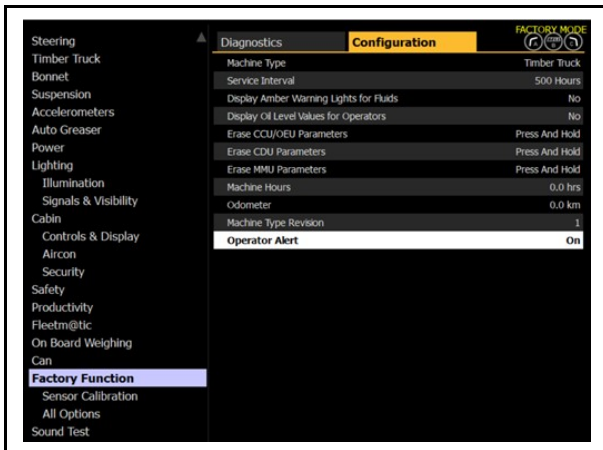 Steering
Timber Truck
Bonnet
Suspension
Accelerometers
Auto Greaser
Power
Lighting
Illumination
Signals & Visibility
Cabin
Controls & Display
Aircon
Security
Safety
Productivity
Fleetm@tic
On Board Weighing
Can
Factory Function
Sensor Calibration
All Options
Sound Test
FACTORY MODE
Diagnostics Configuration
Machine Type Timber Truck
Service Interval 500 Hours
Display Amber Warning Lights for Fluids No
Display Oil Level Values for Operators No
Erase CCU/OEU Parameters Press And Hold
Erase CDU Parameters Press And Hold
Erase MMU Parameters Press And Hold
Machine Hours 0.0 hrs
Odometer 0.0 km
Machine Type Revision 1
Operator Alert On